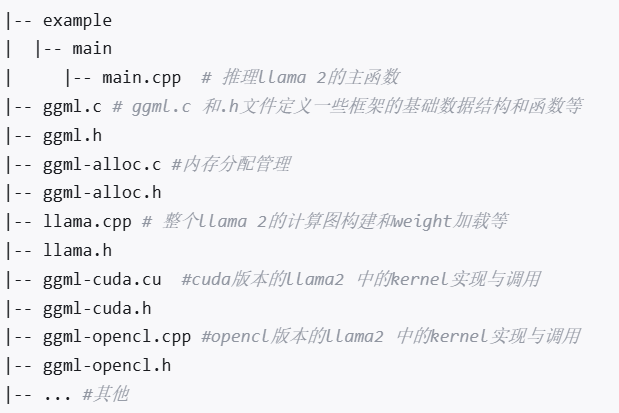 |-- example
|  |-- main
|     |-- main.cpp  # 推理llama 2的主函数
|-- ggml.c # ggml.c 和.h文件定义一些框架的基础数据结构和函数等
|-- ggml.h
|-- ggml-alloc.c #内存分配管理
|-- ggml-alloc.h
|-- llama.cpp # 整个llama 2的计算图构建和weight加载等
|-- llama.h
|-- ggml-cuda.cu  #cuda版本的llama2 中的kernel实现与调用
|-- ggml-cuda.h
|-- ggml-opencl.cpp #opencl版本的llama2 中的kernel实现与调用
|-- ggml-opencl.h
|-- ... #其他